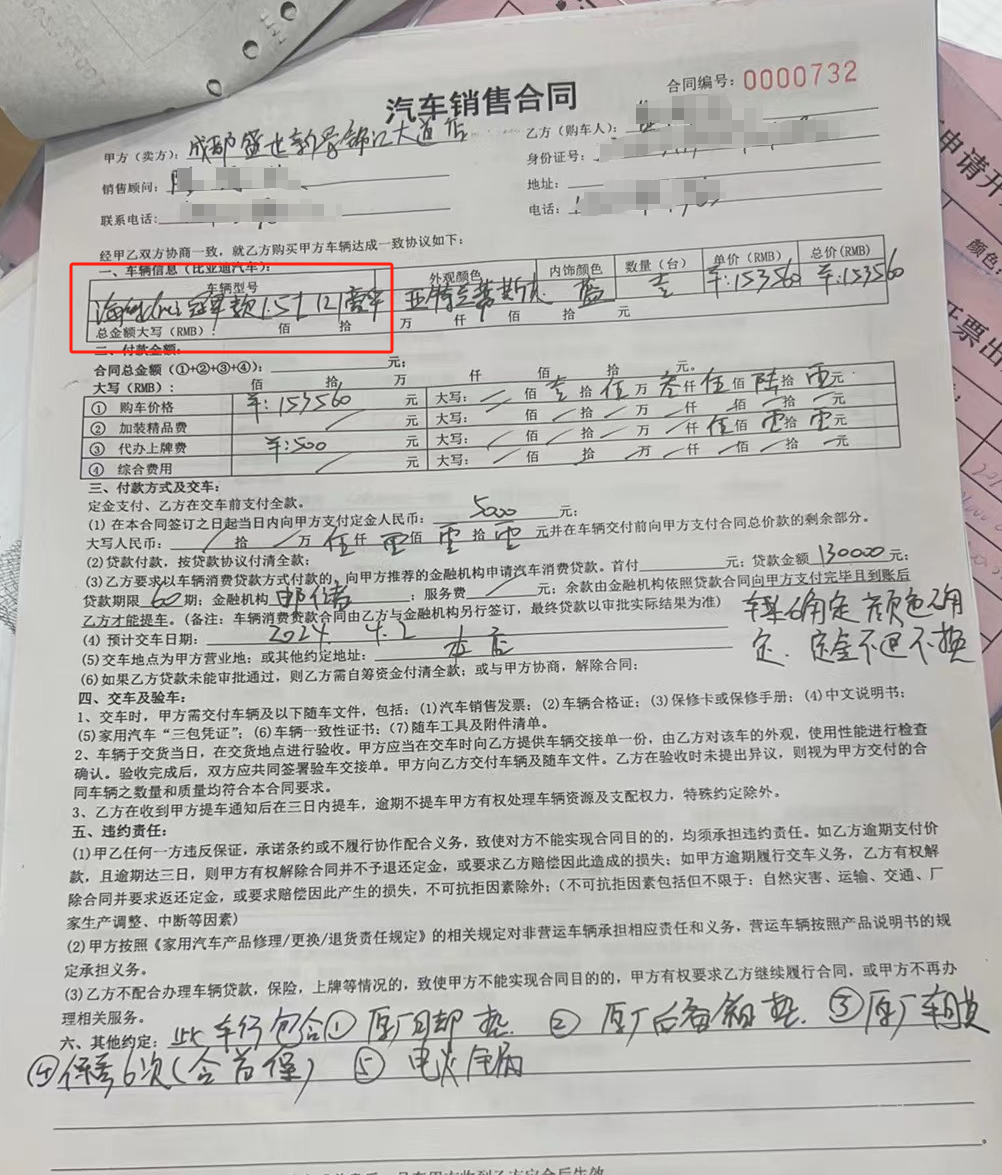 汽车销售合同
合同编号：0000732
甲方（卖方）：成都盛世新孚锦江大道店
乙方（购车人）：
销售顾问：
身份证号：
联系电话：
地址：
电话：
经甲乙双方协商一致，就乙方购买甲方车辆达成一致协议如下：
一、车辆信息（比亚迪汽车）：
车辆型号 外观颜色 内饰颜色 数量（台） 单价（RMB） 总价(RMB)
冠军款 1.5T 121 亚特兰蒂斯灰 蓝 壹 ￥:153560 ￥:153560
总金额大写（RMB）： 佰 拾 万 仟 佰 拾 元
二、付款金额:
合同总金额（①+②+③+④）： 元；
大写（RMB）： 佰 拾 万 仟 佰 拾 元。
① 购车价格 ￥:153560 元 大写：／佰壹拾伍万叁仟伍佰陆拾零元
② 加装精品费 ／ 元 大写：／佰／拾／万／仟／佰／拾／元
③ 代办上牌费 ￥:500 元 大写：／佰／拾／万／仟伍佰零拾零元
④ 综合费用 ／ 元 大写：／佰／拾／万／仟／佰／拾／元
三、付款方式及交车：
定金支付、乙方在交车前支付全款。
(1) 在本合同签订之日起当日内向甲方支付定金人民币： 5000 元；
大写人民币： ／ 拾 ／ 万 伍 仟 零 佰 零 拾 零 元并在车辆交付前向甲方支付合同总价款的剩余部分。
(2)贷款付款，按贷款协议付清全款；
(3)乙方要求以车辆消费贷款方式付款的，向甲方推荐的金融机构申请汽车消费贷款。首付 元；贷款金额 130000 元；
贷款期限 60 期；金融机构 邮储 ；服务费 ／ 元；余款由金融机构依照贷款合同向甲方支付完毕且到账后
乙方才能提车。(备注：车辆消费贷款合同由乙方与金融机构另行签订，最终贷款以审批实际结果为准)
(4) 预计交车日期： 2024 4.2
(5)交车地点为甲方营业地；或其他约定地址： 本店
车型确定 颜色确
定、定金不退不换
(6)如果乙方贷款未能审批通过，则乙方需自筹资金付清全款；或与甲方协商，解除合同；
四、交车及验车：
1、交车时，甲方需交付车辆及以下随车文件，包括：(1)汽车销售发票；(2)车辆合格证；(3)保修卡或保修手册；(4)中文说明书；
(5)家用汽车“三包凭证”；(6)车辆一致性证书；(7)随车工具及附件清单。
2、车辆于交货当日，在交货地点进行验收。甲方应当在交车时向乙方提供车辆交接单一份，由乙方对该车的外观，使用性能进行检查
确认。验收完成后，双方应共同签署验车交接单。甲方向乙方交付车辆及随车文件。乙方在验收时未提出异议，则视为甲方交付的合
同车辆之数量和质量均符合本合同要求。
3、乙方在收到甲方提车通知后在三日内提车，逾期不提车甲方有权处理车辆资源及支配权力，特殊约定除外。
五、违约责任：
(1)甲乙任何一方违反保证，承诺条约或不履行协作配合义务，致使对方不能实现合同目的的，均须承担违约责任。如乙方逾期支付价
款，且逾期达三日，则甲方有权解除合同并不予退还定金，或要求乙方赔偿因此造成的损失；如甲方逾期履行交车义务，乙方有权解
除合同并要求返还定金，或要求赔偿因此产生的损失，不可抗拒因素除外；（不可抗拒因素包括但不限于：自然灾害、运输、交通、厂
家生产调整、中断等因素）
(2)甲方按照《家用汽车产品修理/更换/退货责任规定》的相关规定对非营运车辆承担相应责任和义务，营运车辆按照产品说明书的规
定承担义务。
(3)乙方不配合办理车辆贷款，保险，上牌等情况的，致使甲方不能实现合同目的的，甲方有权要求乙方继续履行合同，或甲方不再办
理相关服务。
六、其他约定：此车价包含① 原厂脚垫、② 原厂后备箱垫、③原厂车膜
④保养6次（含首保） ⑤ 电火全
申请开
颜色:
开票出